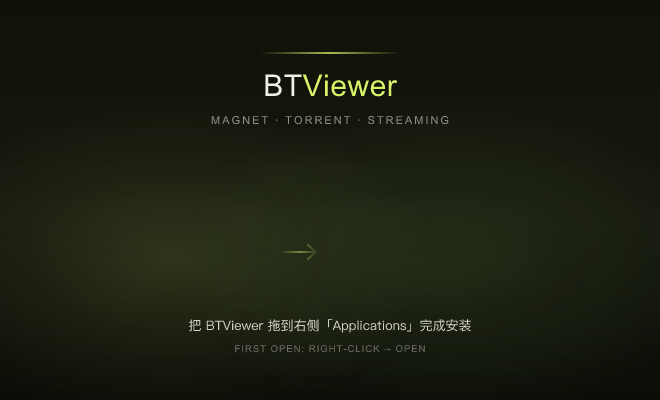 BTViewer
MAGNET · TORRENT · STREAMING
把 BTViewer 拖到右侧「Applications」完成安装
FIRST OPEN: RIGHT-CLICK → OPEN